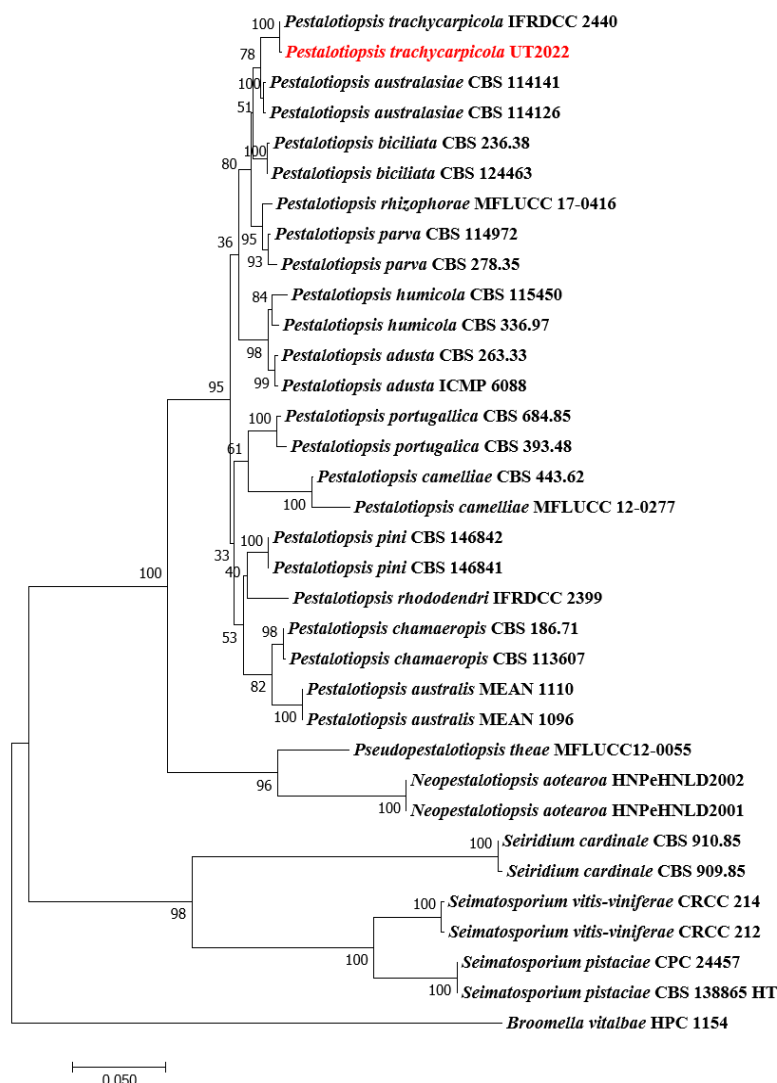 100
Pestalotiopsis trachycarpicola IFRDCC 2440
Pestalotiopsis trachycarpicola UT2022
78
100
Pestalotiopsis australasiae CBS 114141
51
Pestalotiopsis australasiae CBS 114126
Pestalotiopsis biciliata CBS 236.38
100
80
Pestalotiopsis biciliata CBS 124463
Pestalotiopsis rhizophorae MFLUCC 17-0416
36
95
Pestalotiopsis parva CBS 114972
93
Pestalotiopsis parva CBS 278.35
84
Pestalotiopsis humicola CBS 115450
Pestalotiopsis humicola CBS 336.97
98
Pestalotiopsis adusta CBS 263.33
99
Pestalotiopsis adusta ICMP 6088
95
100
Pestalotiopsis portugallica CBS 684.85
61
Pestalotiopsis portugalica CBS 393.48
Pestalotiopsis camelliae CBS 443.62
100
Pestalotiopsis camelliae MFLUCC 12-0277
100
Pestalotiopsis pini CBS 146842
33
100
40
Pestalotiopsis pini CBS 146841
Pestalotiopsis rhododendri IFRDCC 2399
53
98
Pestalotiopsis chamaeropis CBS 186.71
Pestalotiopsis chamaeropis CBS 113607
82
Pestalotiopsis australis MEAN 1110
100
Pestalotiopsis australis MEAN 1096
Pseudopestalotiopsis theae MFLUCC12-0055
96
Neopestalotiopsis aotearoa HNPeHNLD2002
100
Neopestalotiopsis aotearoa HNPeHNLD2001
100
Seiridium cardinale CBS 910.85
Seiridium cardinale CBS 909.85
98
100
Seimatosporium vitis-viniferae CRCC 214
Seimatosporium vitis-viniferae CRCC 212
100
Seimatosporium pistaciae CPC 24457
100
Seimatosporium pistaciae CBS 138865 HT
Broomella vitalbae HPC 1154
0.050